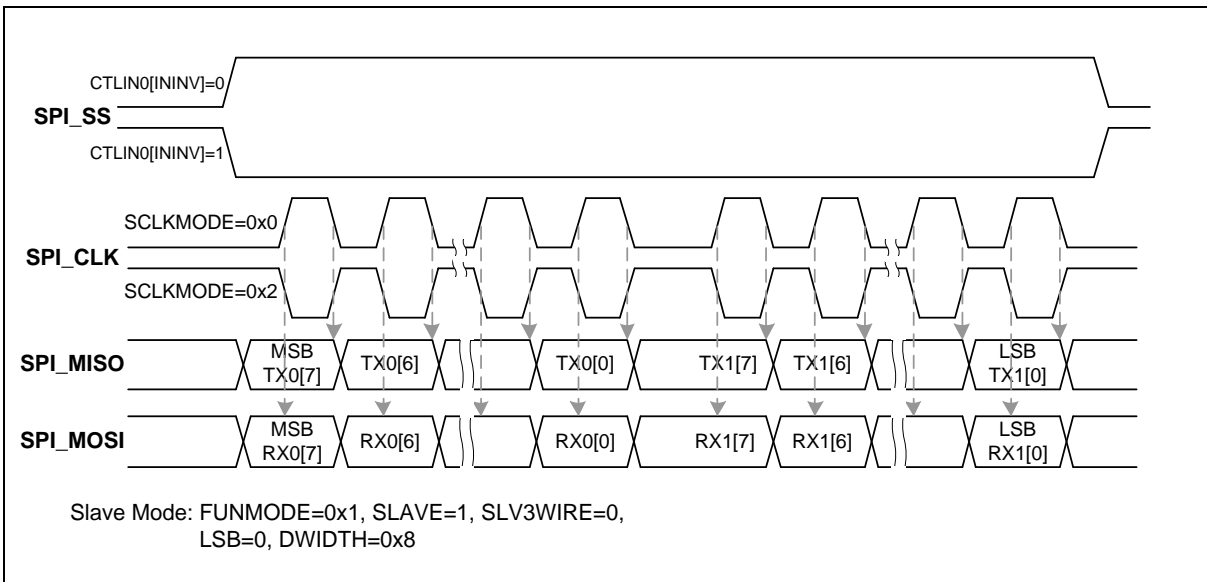 CTLIN0[ININV]=0
SPI_SS
CTLIN0[ININV]=1
SCLKMODE=0x0
SPI_CLK
SCLKMODE=0x2
SPI_MISO
MSB
TX0[7]
TX0[6]
TX0[0]
TX1[7]
TX1[6]
LSB
TX1[0]
SPI_MOSI
MSB
RX0[7]
RX0[6]
RX0[0]
RX1[7]
RX1[6]
LSB
RX1[0]
Slave Mode: FUNMODE=0x1, SLAVE=1, SLV3WIRE=0,
LSB=0, DWIDTH=0x8